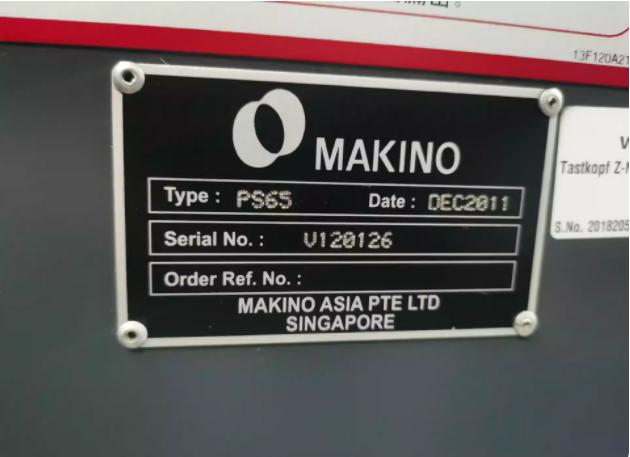 出。
13F120A21
MAKINO
Type : PS65 Date : DEC2011
Serial No. : V120126
Order Ref. No. :
MAKINO ASIA PTE LTD
SINGAPORE
Tastkopf Z-
S.No. 2018205